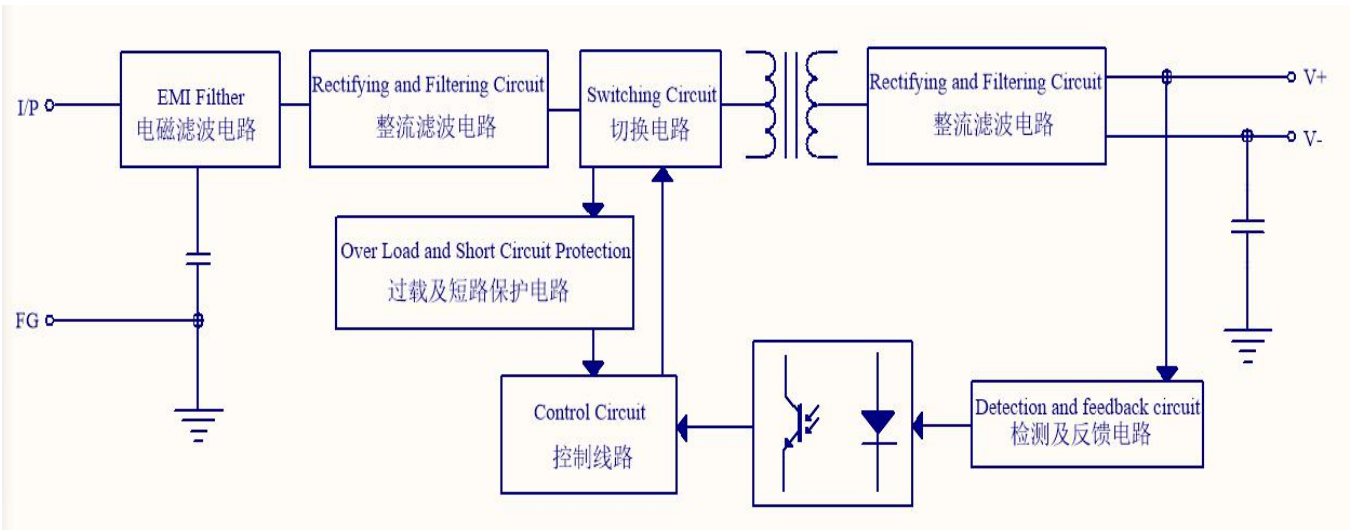 I/P
EMI Filther
电磁滤波电路
Rectifying and Filtering Circuit
整流滤波电路
Switching Circuit
切换电路
Rectifying and Filtering Circuit
整流滤波电路
V+
V-
Over Load and Short Circuit Protection
过载及短路保护电路
FG
Control Circuit
控制线路
Detection and feedback circuit
检测及反馈电路